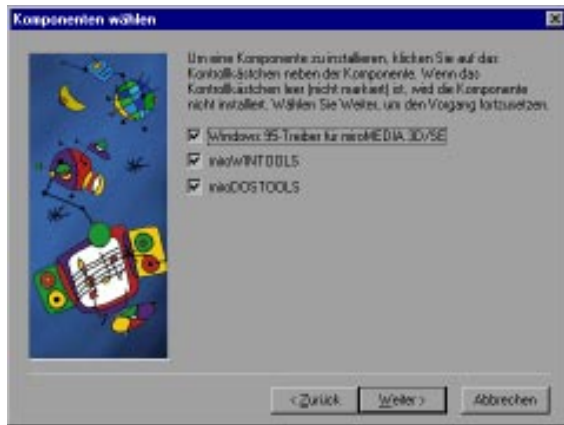 Komponenten wählen
Um eine Komponente zu installieren, klicken Sie auf das
Kontrollkästchen neben der Komponente. Wenn das
Kontrollkästchen leer (nicht markiert) ist, wird die Komponente
nicht installiert. Wählen Sie Weiter, um den Vorgang fortzusetzen.
Windows 95-Treiber für miroMEDIA 3D/SE
miroWINTOOLS
miroDOSTOOLS
< Zurück
Weiter >
Abbrechen